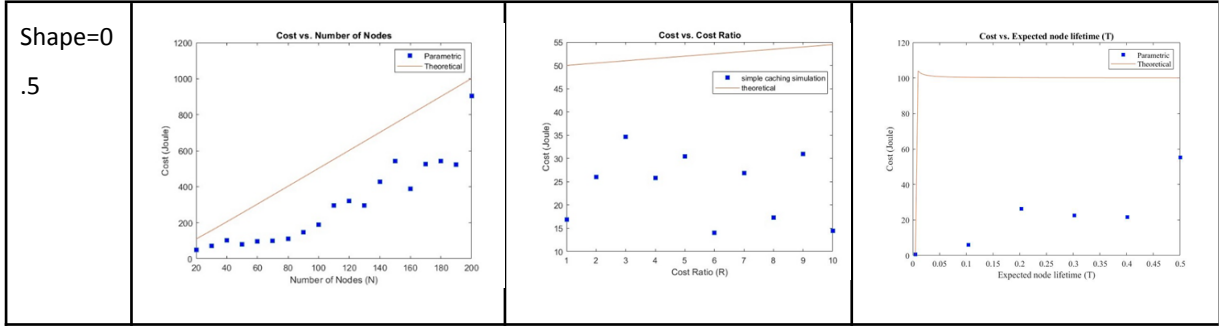 Shape=0
.5
Cost vs. Number of Nodes
Parametric
Theoretical
1200
1000
800
600
400
200
0
Cost (Joule)
20 40 60 80 100 120 140 160 180 200
Number of Nodes (N)
Cost vs. Cost Ratio
simple caching simulation
theoretical
55
50
45
40
35
30
25
20
15
10
Cost (Joule)
1 2 3 4 5 6 7 8 9 10
Cost Ratio (R)
Cost vs. Expected node lifetime (T)
Parametric
Theoretical
120
100
80
60
40
20
0
Cost (Joule)
0 0.05 0.1 0.15 0.2 0.25 0.3 0.35 0.4 0.45 0.5
Expected node lifetime (T)